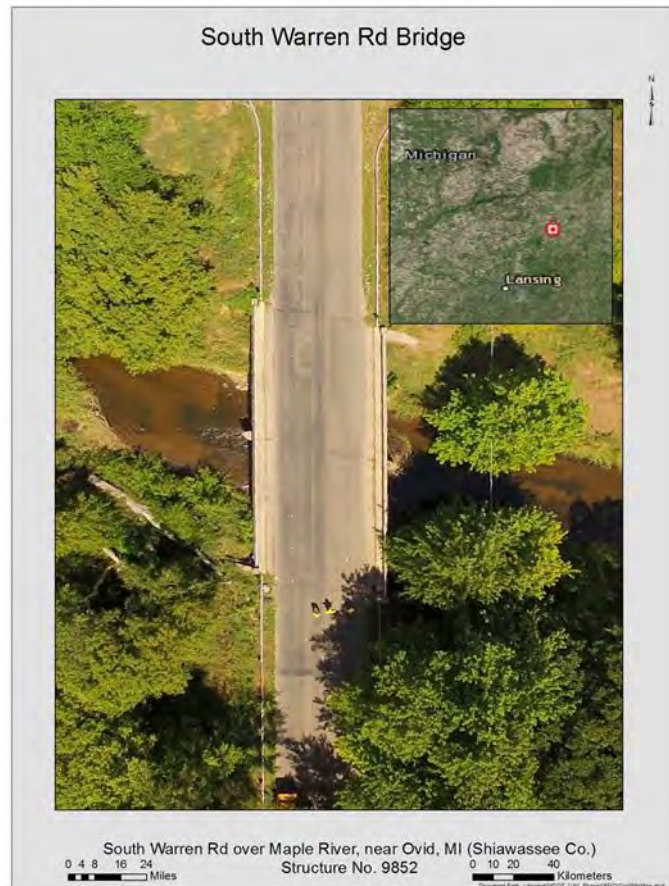 South Warren Rd Bridge
N
Michigan
Lansing
South Warren Rd over Maple River, near Ovid, MI (Shiawassee Co.)
Structure No. 9852
0 4 8 16 24
Miles
0 10 20 40
Kilometers